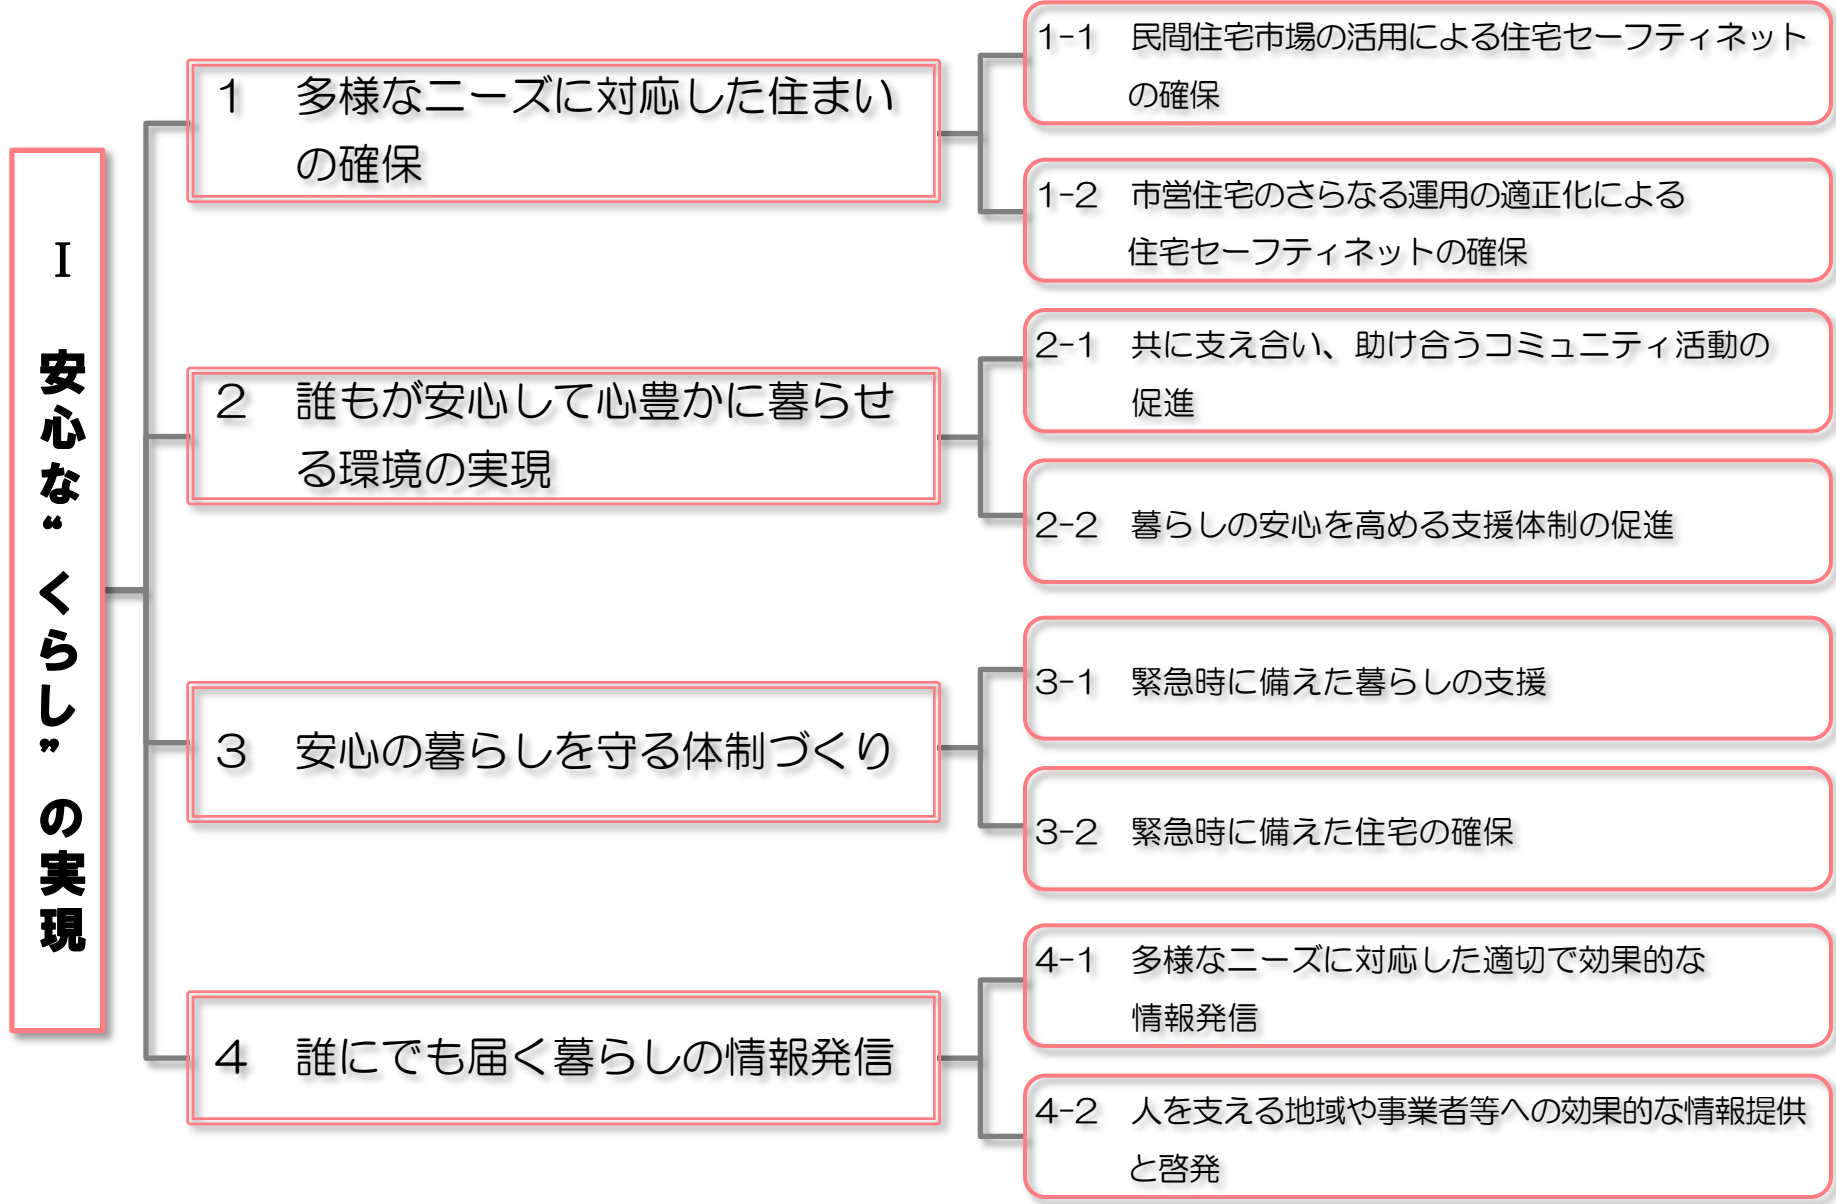 Ⅰ 安心な“くらし”の実現
1 多様なニーズに対応した住まい
の確保
1-1 民間住宅市場の活用による住宅セーフティネット
の確保
1-2 市営住宅のさらなる運用の適正化による
住宅セーフティネットの確保
2 誰もが安心して心豊かに暮らせ
る環境の実現
2-1 共に支え合い、助け合うコミュニティ活動の
促進
2-2 暮らしの安心を高める支援体制の促進
3 安心の暮らしを守る体制づくり
3-1 緊急時に備えた暮らしの支援
3-2 緊急時に備えた住宅の確保
4 誰にでも届く暮らしの情報発信
4-1 多様なニーズに対応した適切で効果的な
情報発信
4-2 人を支える地域や事業者等への効果的な情報提供
と啓発